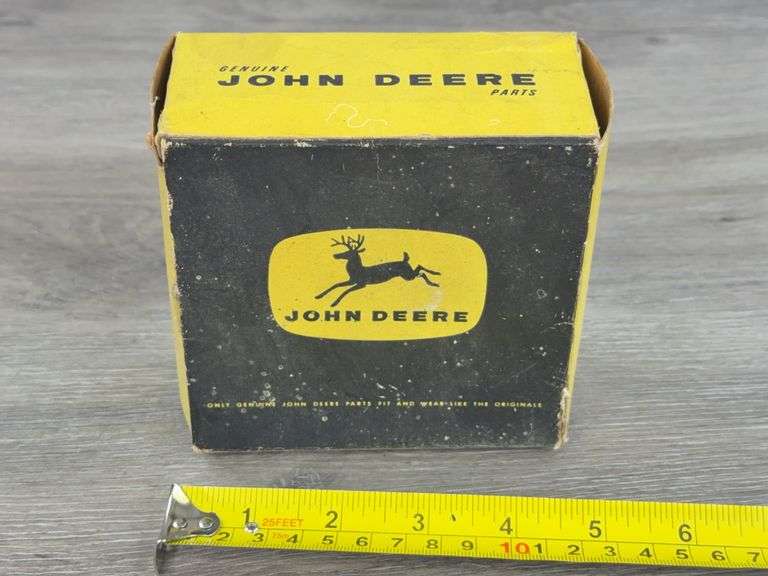 GENUINE
JOHN DEERE
PARTS
JOHN DEERE
ONLY GENUINE JOHN DEERE PARTS FIT AND WEAR LIKE THE ORIGINALS
1 25FEET 2 3 4 5 6
2 3 7.5m 4 5 6 7 8 9 10 1 2 3 4 5 6 7